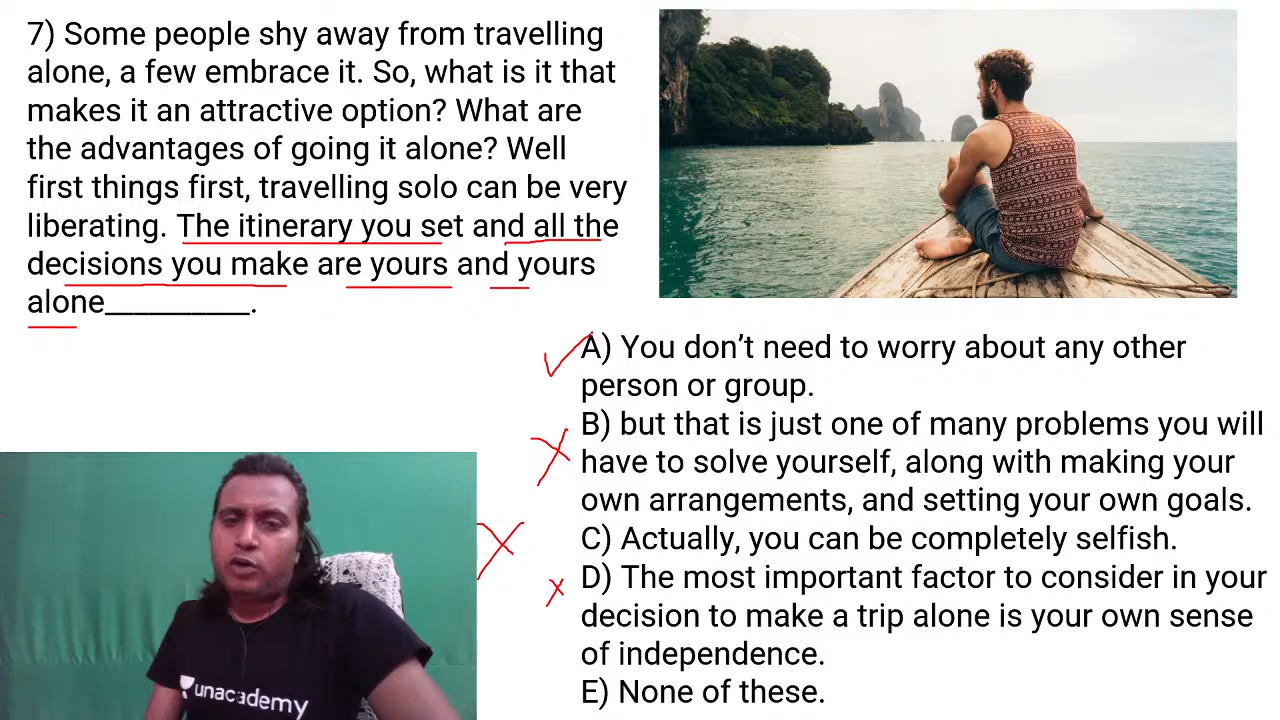 7) Some people shy away from travelling
alone, a few embrace it. So, what is it that
makes it an attractive option? What are
the advantages of going it alone? Well
first things first, travelling solo can be very
liberating. The itinerary you set and all the
decisions you make are yours and yours
alone__________.
A) You don’t need to worry about any other
person or group.
B) but that is just one of many problems you will
have to solve yourself, along with making your
own arrangements, and setting your own goals.
C) Actually, you can be completely selfish.
D) The most important factor to consider in your
decision to make a trip alone is your own sense
of independence.
E) None of these.
unacademy